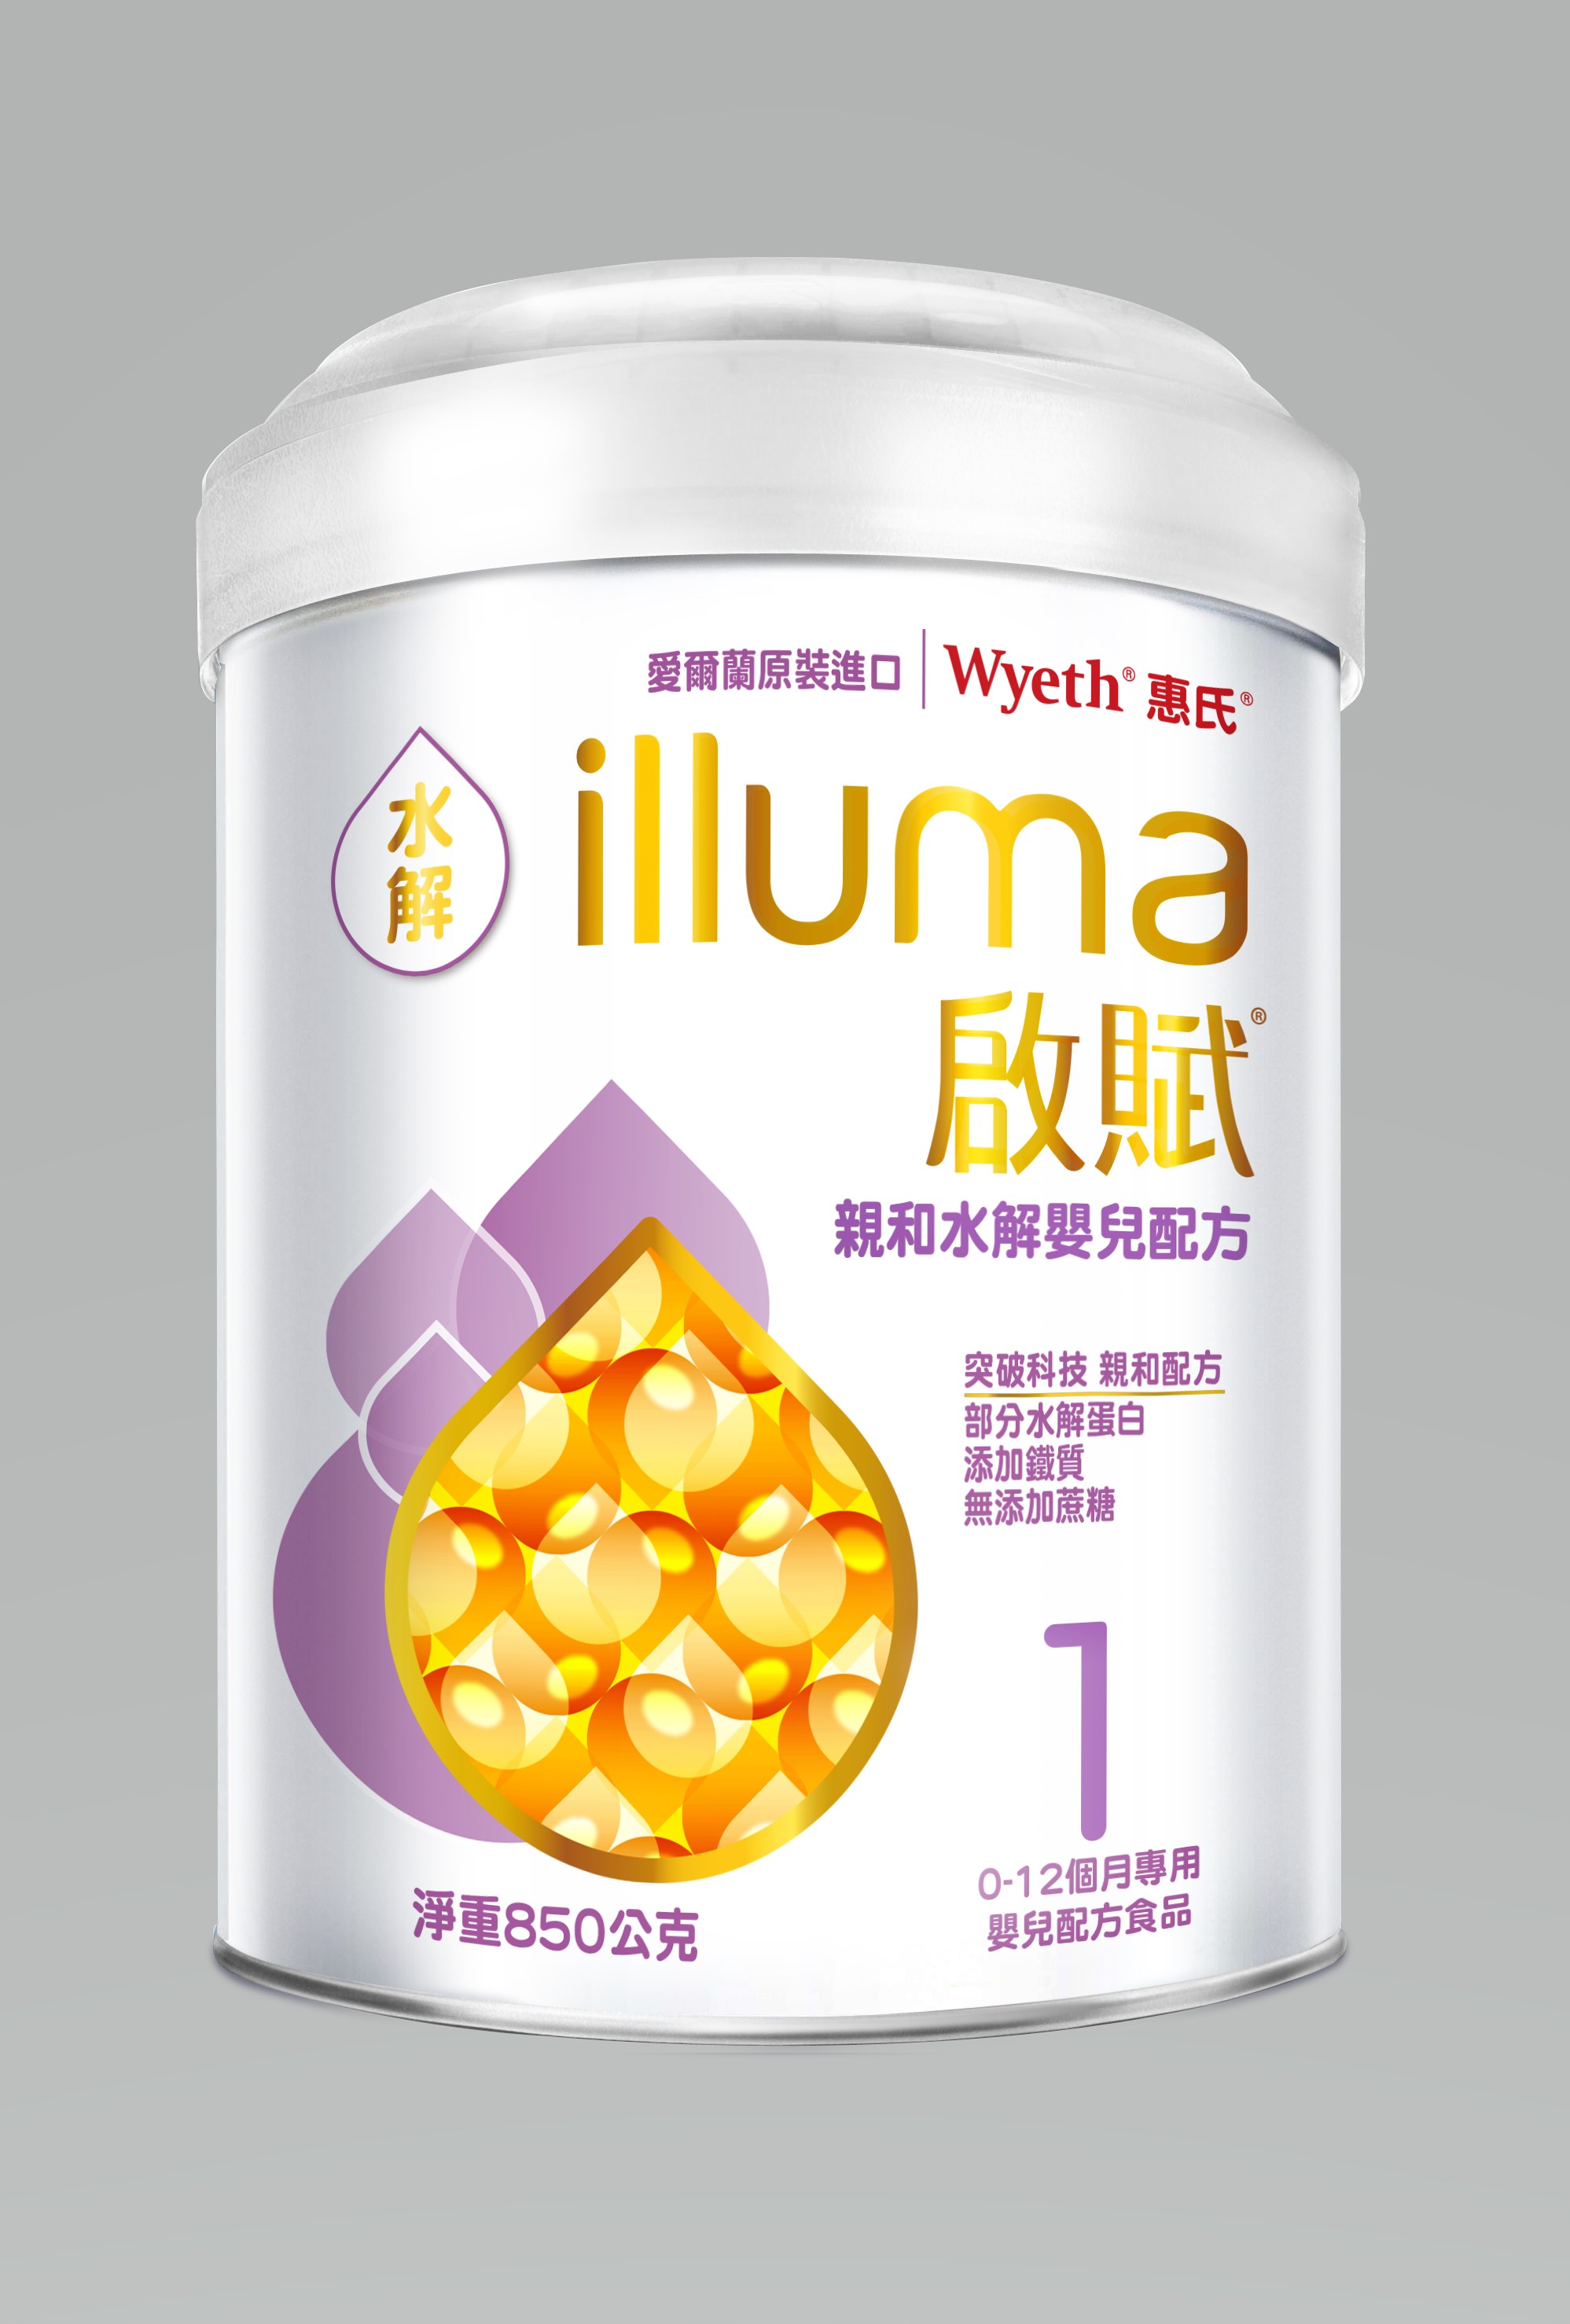 愛爾蘭原裝進口 Wyeth® 惠氏®
水解
illuma
啟賦®
親和水解嬰兒配方
突破科技 親和配方
部分水解蛋白
添加鐵質
無添加蔗糖
1
0-12個月專用
嬰兒配方食品
淨重850公克